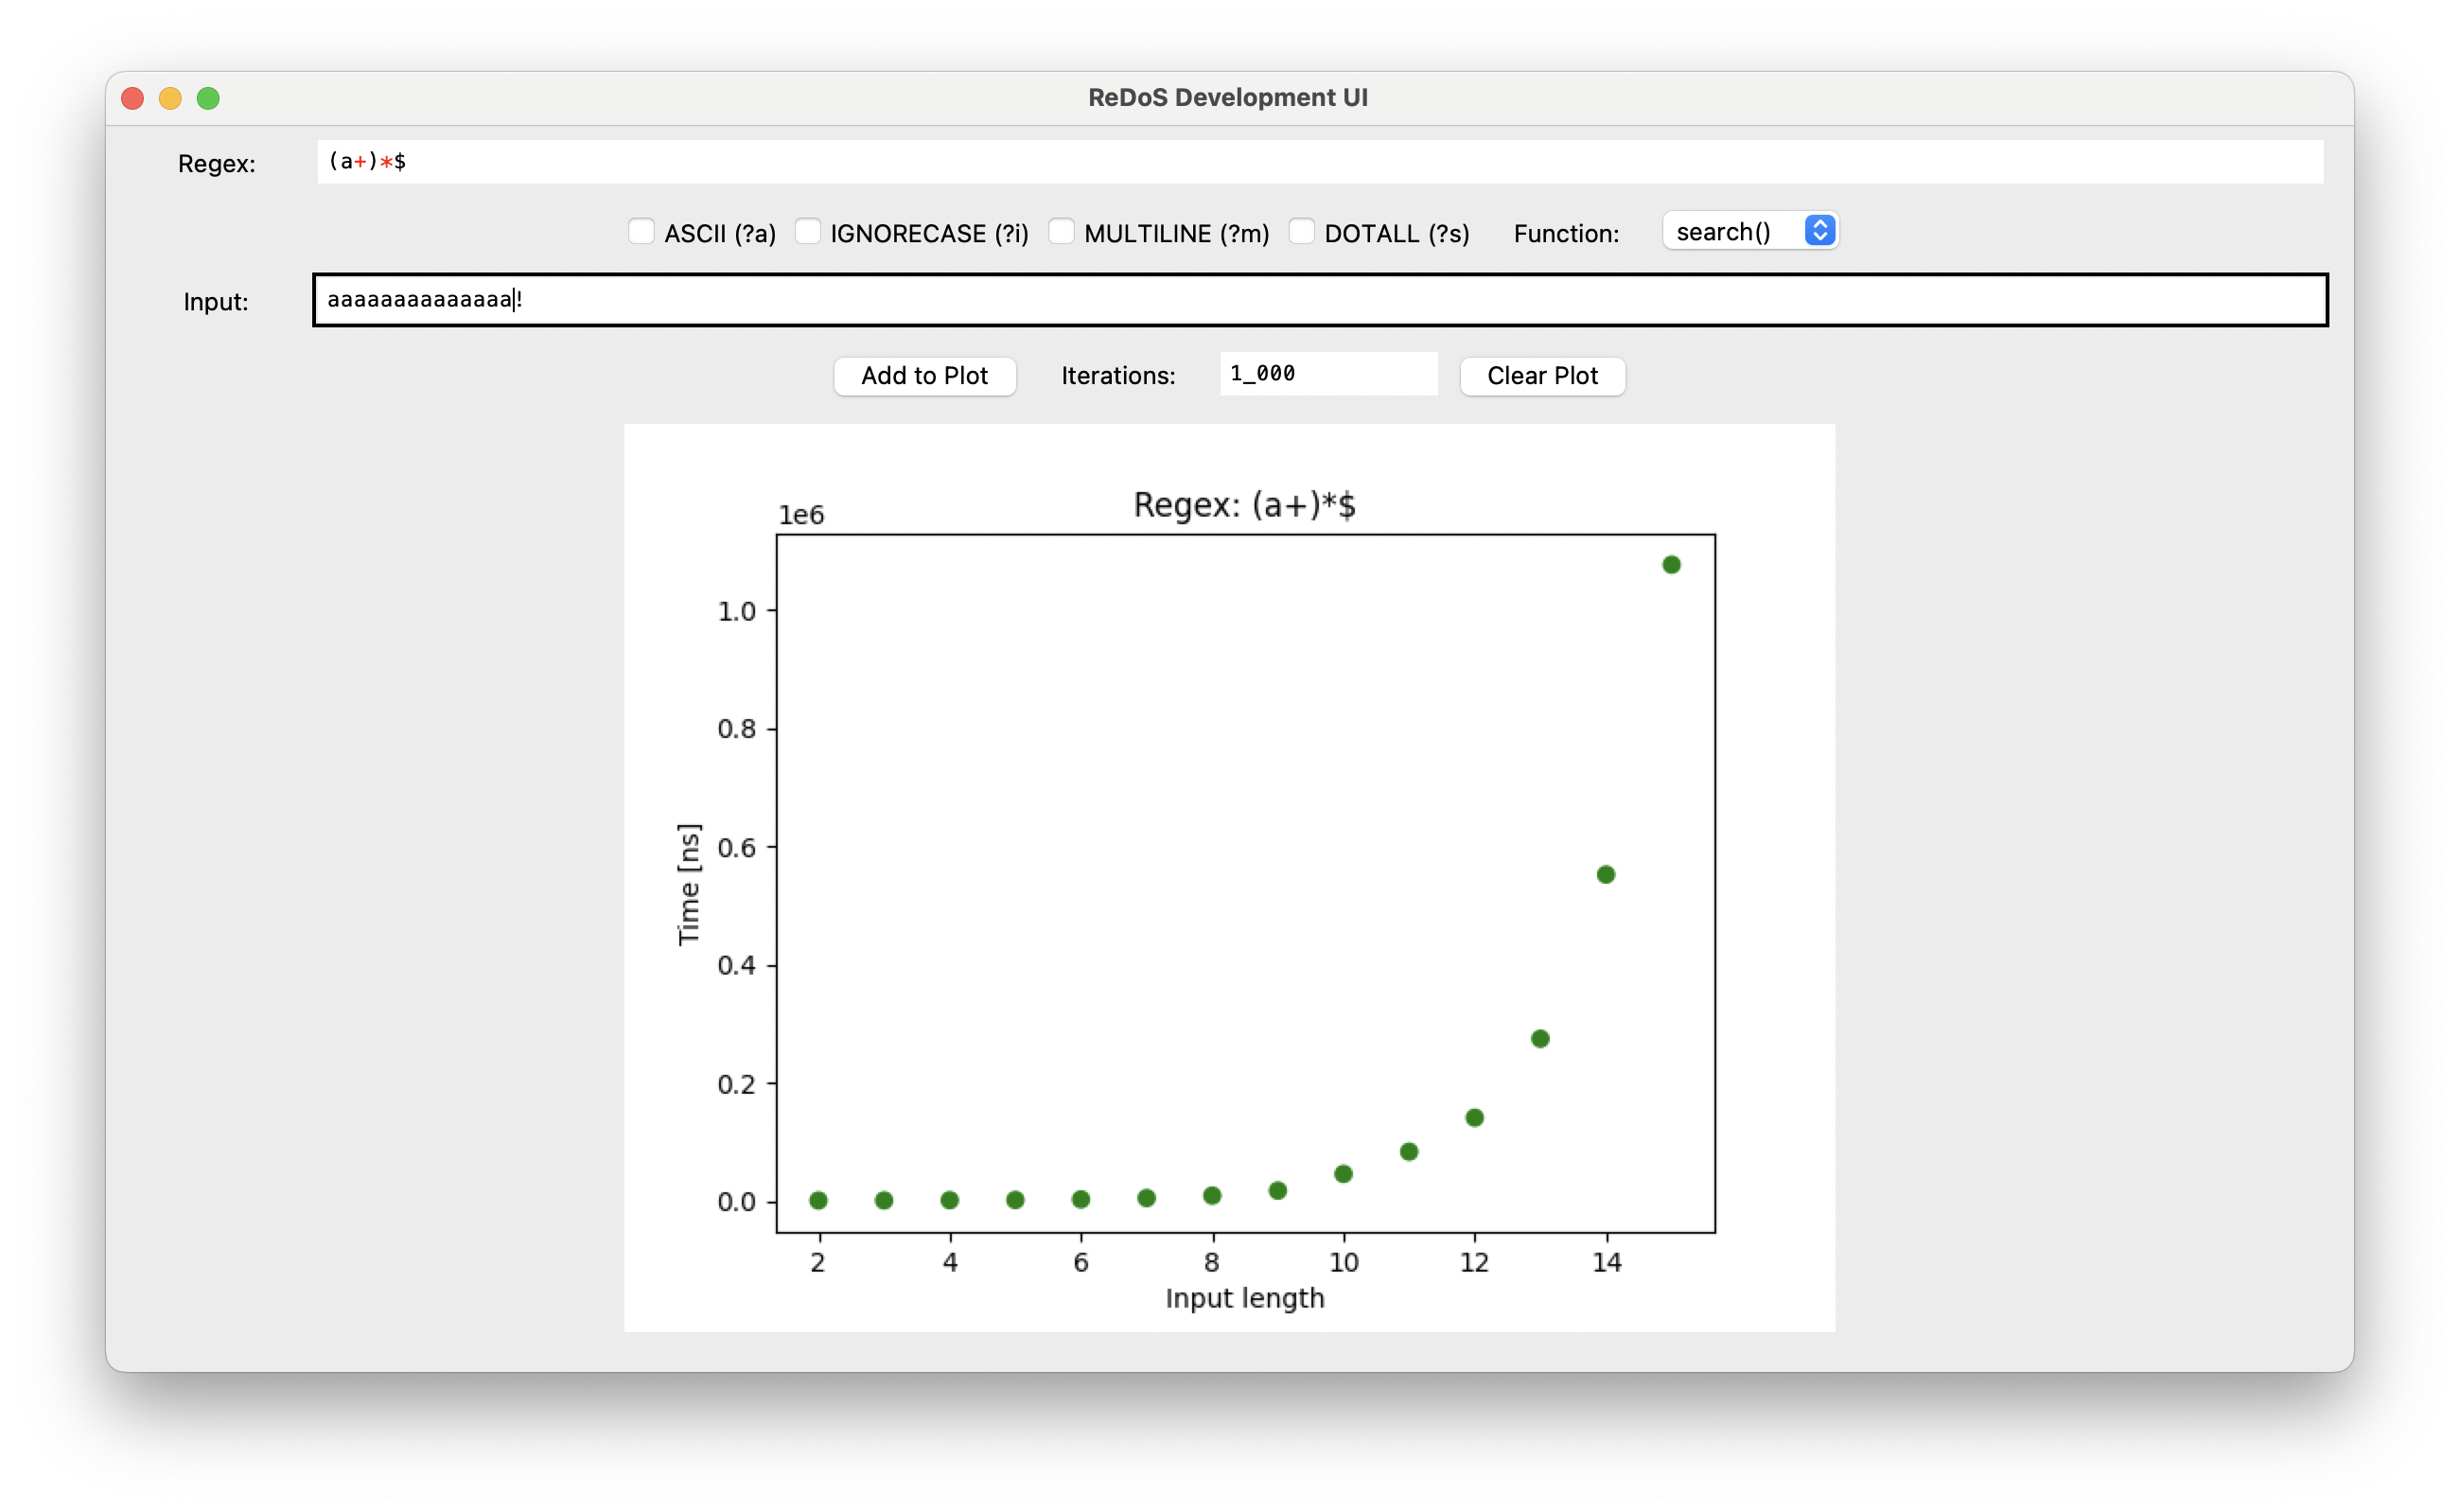 ReDoS Development UI
Regex: (a+)*$
ASCII (?a) IGNORECASE (?i) MULTILINE (?m) DOTALL (?s) Function: search()
Input: aaaaaaaaaaaaaa!
Add to Plot Iterations: 1_000 Clear Plot
Regex: (a+)*$
1e6
1.0
0.8
0.6
0.4
0.2
0.0
Time [ns]
2 4 6 8 10 12 14
Input length